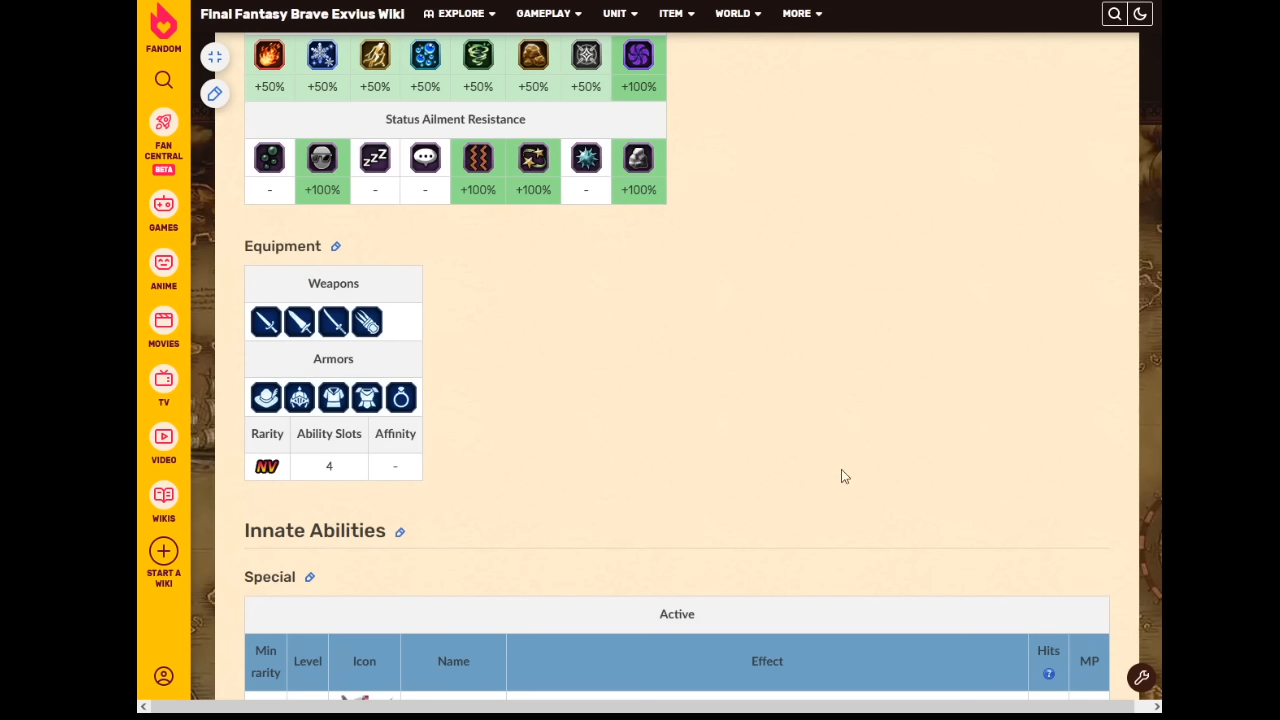 Final Fantasy Brave Exvius Wiki
EXPLORE
GAMEPLAY
UNIT
ITEM
WORLD
MORE
FANDOM
FAN
CENTRAL
BETA
GAMES
ANIME
MOVIES
TV
VIDEO
WIKIS
START A
WIKI
+50% +50% +50% +50% +50% +50% +50% +100%
Status Ailment Resistance
zZZ
- +100% - - +100% +100% - +100%
Equipment
Weapons
Armors
Rarity Ability Slots Affinity
NV 4 -
Innate Abilities
Special
Active
Min
rarity
Level
Icon
Name
Effect
Hits
?
MP